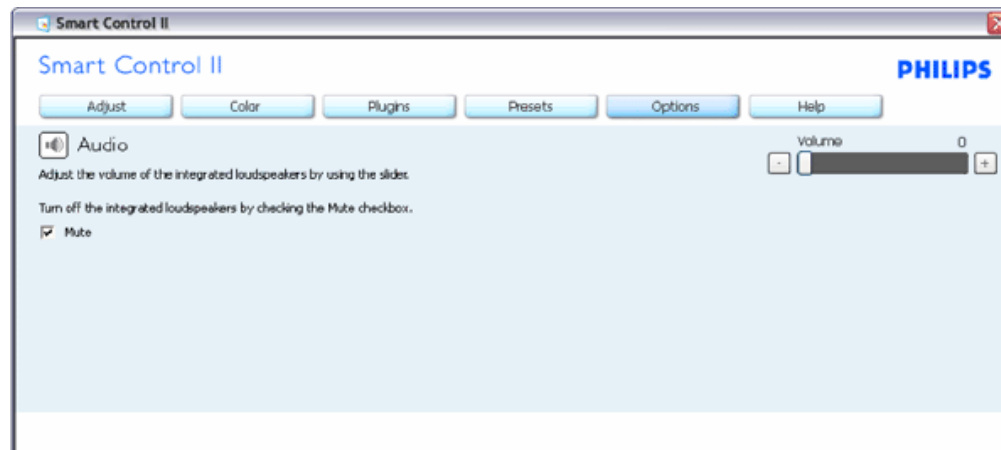 Smart Control II
Smart Control II
PHILIPS
Adjust Color Plugins Presets Options Help
Audio
Volume 0
- +
Adjust the volume of the integrated loudspeakers by using the slider.
Turn off the integrated loudspeakers by checking the Mute checkbox.
Mute